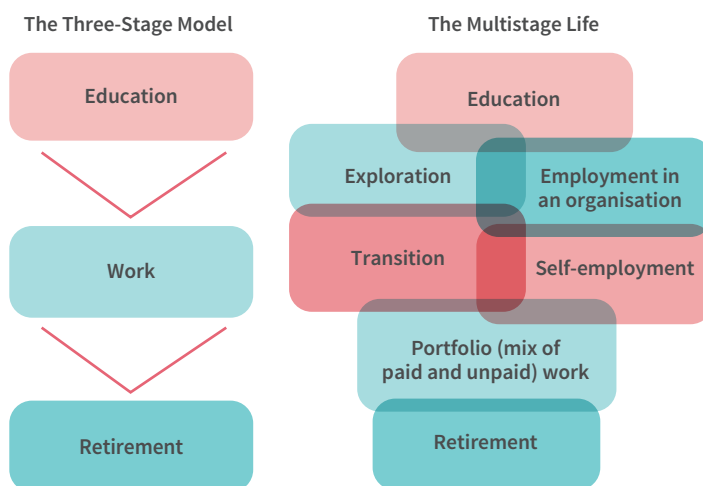 The Three-Stage Model
Education
Work
Retirement
The Multistage Life
Education
Exploration
Employment in
an organisation
Transition
Self-employment
Portfolio (mix of
paid and unpaid) work
Retirement